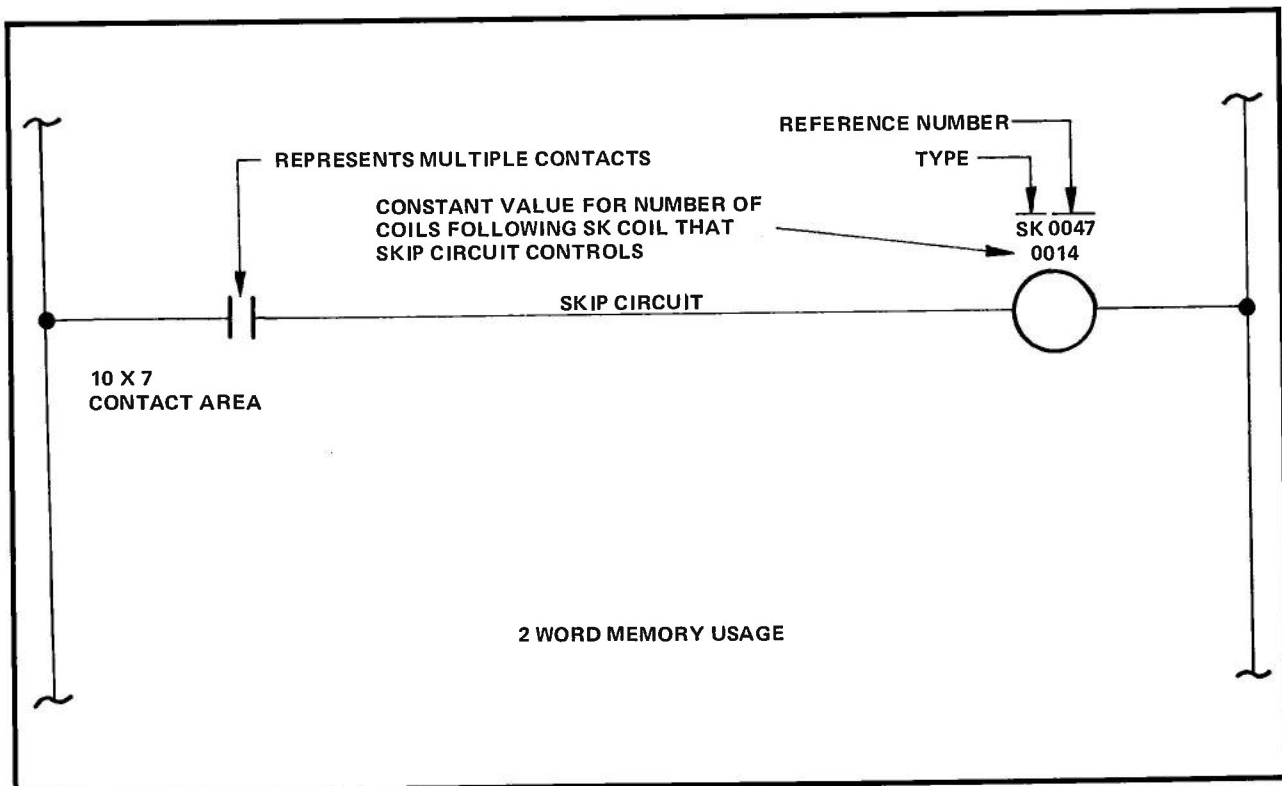 REFERENCE NUMBER
REPRESENTS MULTIPLE CONTACTS
TYPE
CONSTANT VALUE FOR NUMBER OF
COILS FOLLOWING SK COIL THAT
SKIP CIRCUIT CONTROLS
SK 0047
0014
SKIP CIRCUIT
10 X 7
CONTACT AREA
2 WORD MEMORY USAGE